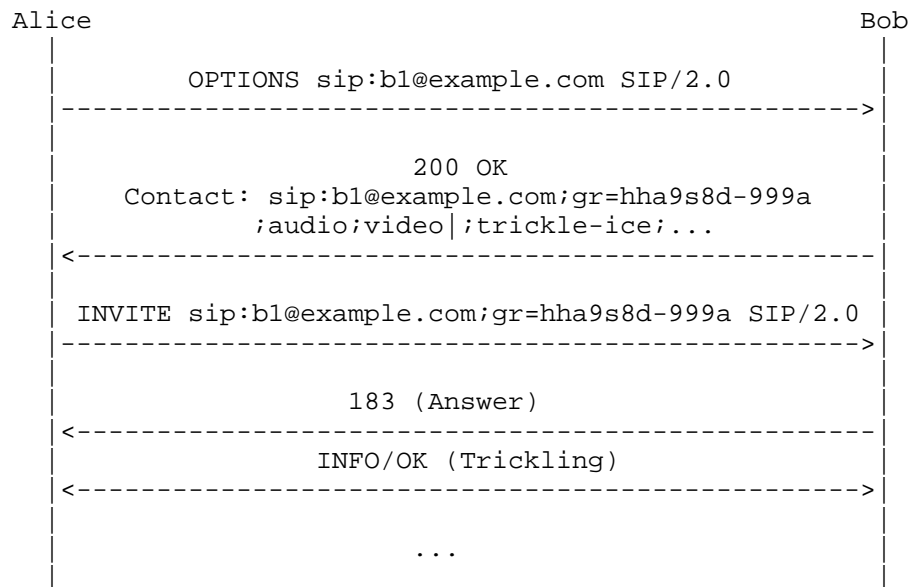 Alice Bob
OPTIONS sip:b1@example.com SIP/2.0
200 OK
Contact: sip:b1@example.com;gr=hha9s8d-999a
;audio;video|;trickle-ice;...
INVITE sip:b1@example.com;gr=hha9s8d-999a SIP/2.0
183 (Answer)
INFO/OK (Trickling)
...